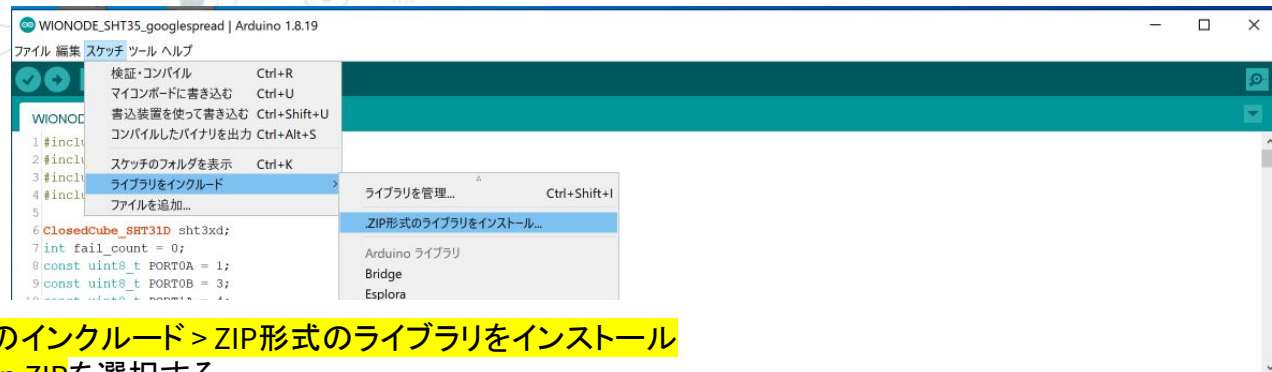 WIONODE_SHT35_googlespread | Arduino 1.8.19
ファイル 編集 スケッチ ツール ヘルプ
検証・コンパイル Ctrl+R
マイコンボードに書き込む Ctrl+U
書込装置を使って書き込む Ctrl+Shift+U
コンパイルしたバイナリを出力 Ctrl+Alt+S
スケッチのフォルダを表示 Ctrl+K
ライブラリをインクルード
ファイルを追加...
ライブラリを管理... Ctrl+Shift+I
.ZIP形式のライブラリをインストール...
Arduino ライブラリ
Bridge
Esplora
WIONOD
1 #inclu
2 #inclu
3 #inclu
4 #inclu
5
6 ClosedCube_SHT31D sht3xd;
7 int fail_count = 0;
8 const uint8_t PORT0A = 1;
9 const uint8_t PORT0B = 3;
のインクルード > ZIP形式のライブラリをインストール
ZIPを選択する